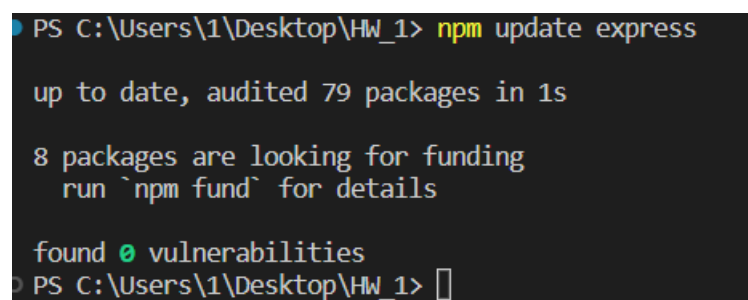 PS C:\Users\1\Desktop\HW_1> npm update express
up to date, audited 79 packages in 1s
8 packages are looking for funding
run `npm fund` for details
found 0 vulnerabilities
PS C:\Users\1\Desktop\HW_1>